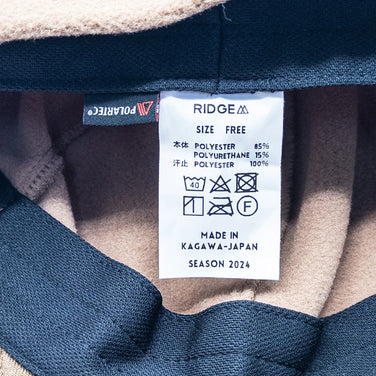 POLARTEC®
RIDGE
SIZE FREE
本体 POLYESTER 85%
POLYURETHANE 15%
汗止 POLYESTER 100%
40
F
MADE IN
KAGAWA-JAPAN
SEASON 2024